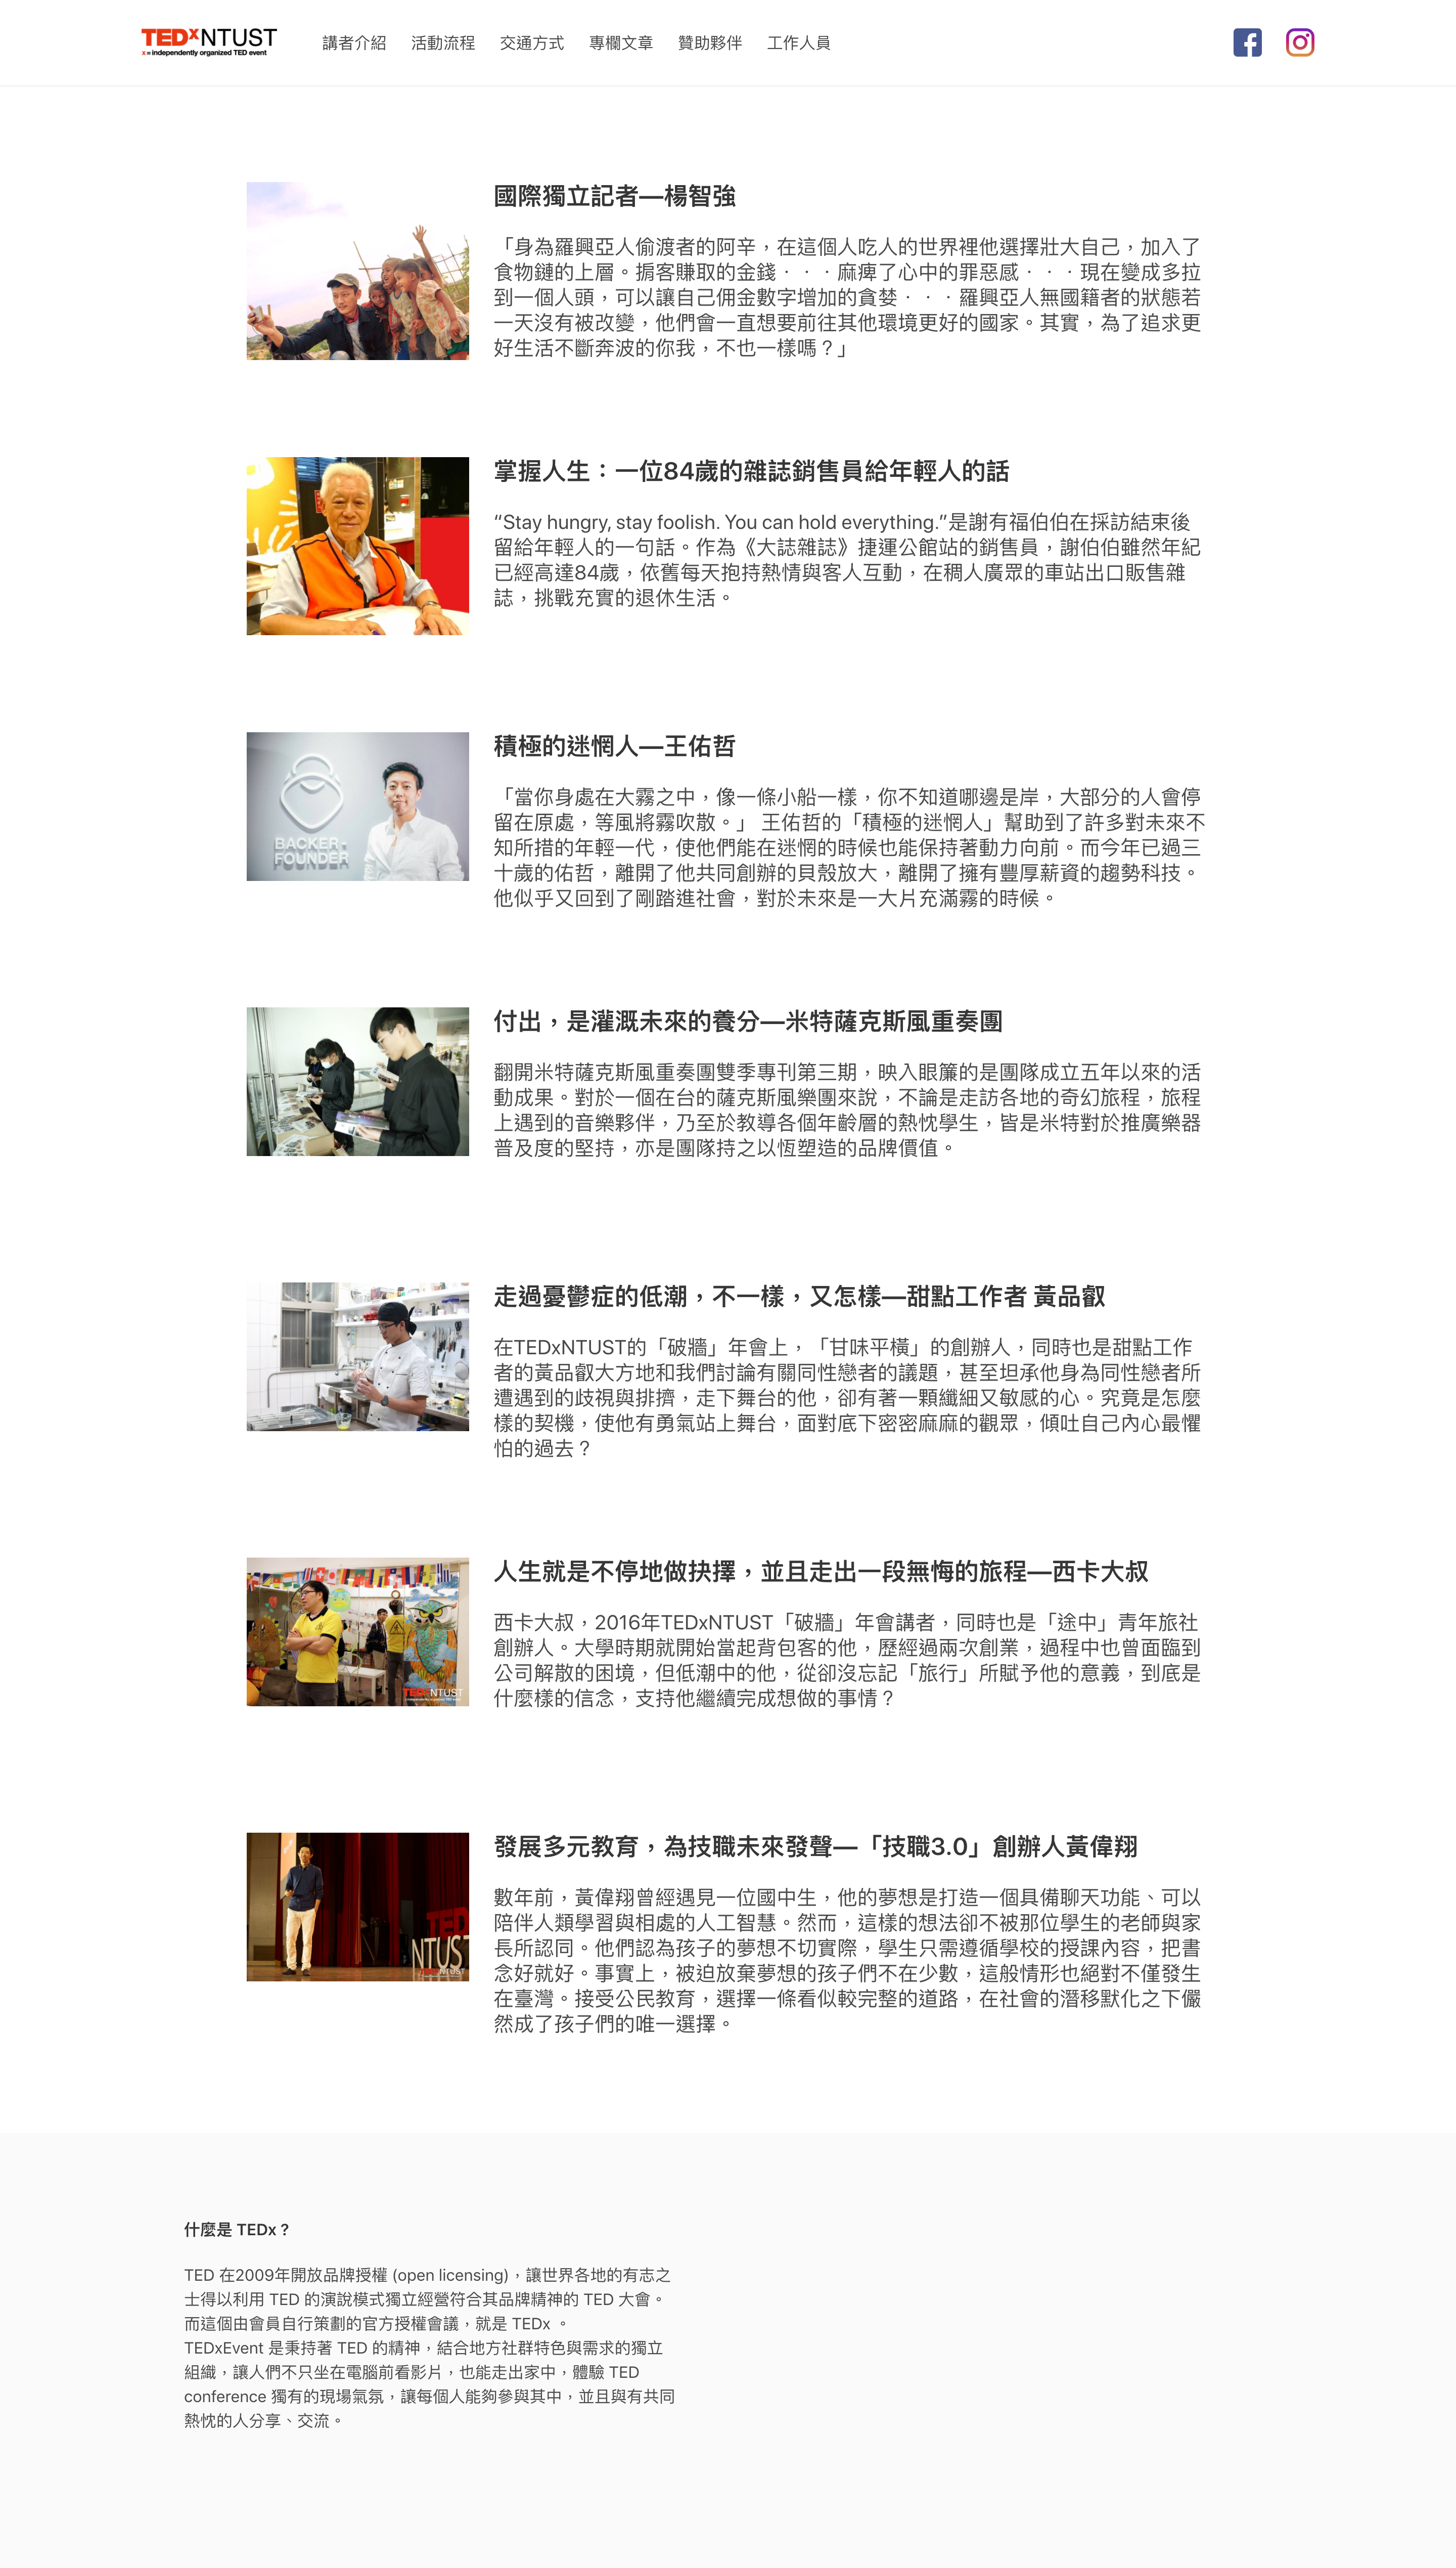 TEDxNTUST
x = independently organized TED event
講者介紹 活動流程 交通方式 專欄文章 贊助夥伴 工作人員
國際獨立記者—楊智強
「身為羅興亞人偷渡者的阿辛，在這個人吃人的世界裡他選擇壯大自己，加入了
食物鏈的上層。掮客賺取的金錢．．．麻痺了心中的罪惡感．．．現在變成多拉
到一個人頭，可以讓自己佣金數字增加的貪婪．．．羅興亞人無國籍者的狀態若
一天沒有被改變，他們會一直想要前往其他環境更好的國家。其實，為了追求更
好生活不斷奔波的你我，不也一樣嗎？」
掌握人生：一位84歲的雜誌銷售員給年輕人的話
“Stay hungry, stay foolish. You can hold everything.”是謝有福伯伯在採訪結束後
留給年輕人的一句話。作為《大誌雜誌》捷運公館站的銷售員，謝伯伯雖然年紀
已經高達84歲，依舊每天抱持熱情與客人互動，在稠人廣眾的車站出口販售雜
誌，挑戰充實的退休生活。
BACKER-
FOUNDER
積極的迷惘人—王佑哲
「當你身處在大霧之中，像一條小船一樣，你不知道哪邊是岸，大部分的人會停
留在原處，等風將霧吹散。」 王佑哲的「積極的迷惘人」幫助到了許多對未來不
知所措的年輕一代，使他們能在迷惘的時候也能保持著動力向前。而今年已過三
十歲的佑哲，離開了他共同創辦的貝殼放大，離開了擁有豐厚薪資的趨勢科技。
他似乎又回到了剛踏進社會，對於未來是一大片充滿霧的時候。
付出，是灌溉未來的養分—米特薩克斯風重奏團
翻開米特薩克斯風重奏團雙季專刊第三期，映入眼簾的是團隊成立五年以來的活
動成果。對於一個在台的薩克斯風樂團來說，不論是走訪各地的奇幻旅程，旅程
上遇到的音樂夥伴，乃至於教導各個年齡層的熱忱學生，皆是米特對於推廣樂器
普及度的堅持，亦是團隊持之以恆塑造的品牌價值。
走過憂鬱症的低潮，不一樣，又怎樣—甜點工作者 黃品叡
在TEDxNTUST的「破牆」年會上，「甘味平橫」的創辦人，同時也是甜點工作
者的黃品叡大方地和我們討論有關同性戀者的議題，甚至坦承他身為同性戀者所
遭遇到的歧視與排擠，走下舞台的他，卻有著一顆纖細又敏感的心。究竟是怎麼
樣的契機，使他有勇氣站上舞台，面對底下密密麻麻的觀眾，傾吐自己內心最懼
怕的過去？
TEDxNTUST
人生就是不停地做抉擇，並且走出一段無悔的旅程—西卡大叔
西卡大叔，2016年TEDxNTUST「破牆」年會講者，同時也是「途中」青年旅社
創辦人。大學時期就開始當起背包客的他，歷經過兩次創業，過程中也曾面臨到
公司解散的困境，但低潮中的他，從卻沒忘記「旅行」所賦予他的意義，到底是
什麼樣的信念，支持他繼續完成想做的事情？
TED
NTUST
發展多元教育，為技職未來發聲—「技職3.0」創辦人黃偉翔
數年前，黃偉翔曾經遇見一位國中生，他的夢想是打造一個具備聊天功能、可以
陪伴人類學習與相處的人工智慧。然而，這樣的想法卻不被那位學生的老師與家
長所認同。他們認為孩子的夢想不切實際，學生只需遵循學校的授課內容，把書
念好就好。事實上，被迫放棄夢想的孩子們不在少數，這般情形也絕對不僅發生
在臺灣。接受公民教育，選擇一條看似較完整的道路，在社會的潛移默化之下儼
然成了孩子們的唯一選擇。
什麼是 TEDx？
TED 在2009年開放品牌授權 (open licensing)，讓世界各地的有志之
士得以利用 TED 的演說模式獨立經營符合其品牌精神的 TED 大會。
而這個由會員自行策劃的官方授權會議，就是 TEDx 。
TEDxEvent 是秉持著 TED 的精神，結合地方社群特色與需求的獨立
組織，讓人們不只坐在電腦前看影片，也能走出家中，體驗 TED
conference 獨有的現場氣氛，讓每個人能夠參與其中，並且與有共同
熱忱的人分享、交流。